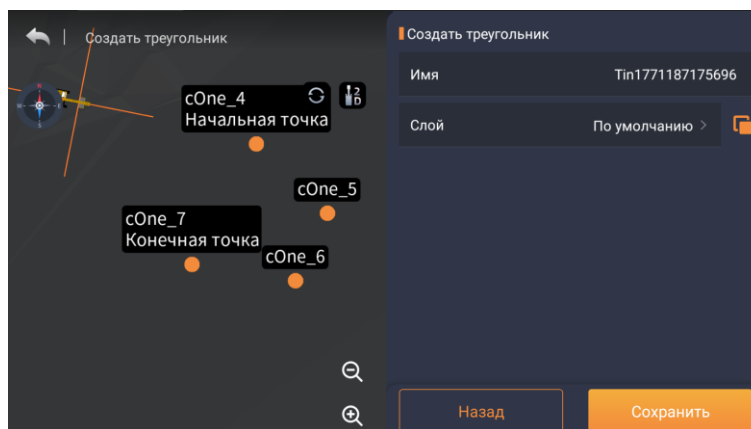 Создать треугольник
cOne_4
Начальная точка
2
D
cOne_5
cOne_7
Конечная точка
cOne_6
Создать треугольник
Имя
Tin1771187175696
Слой
По умолчанию
Назад
Сохранить